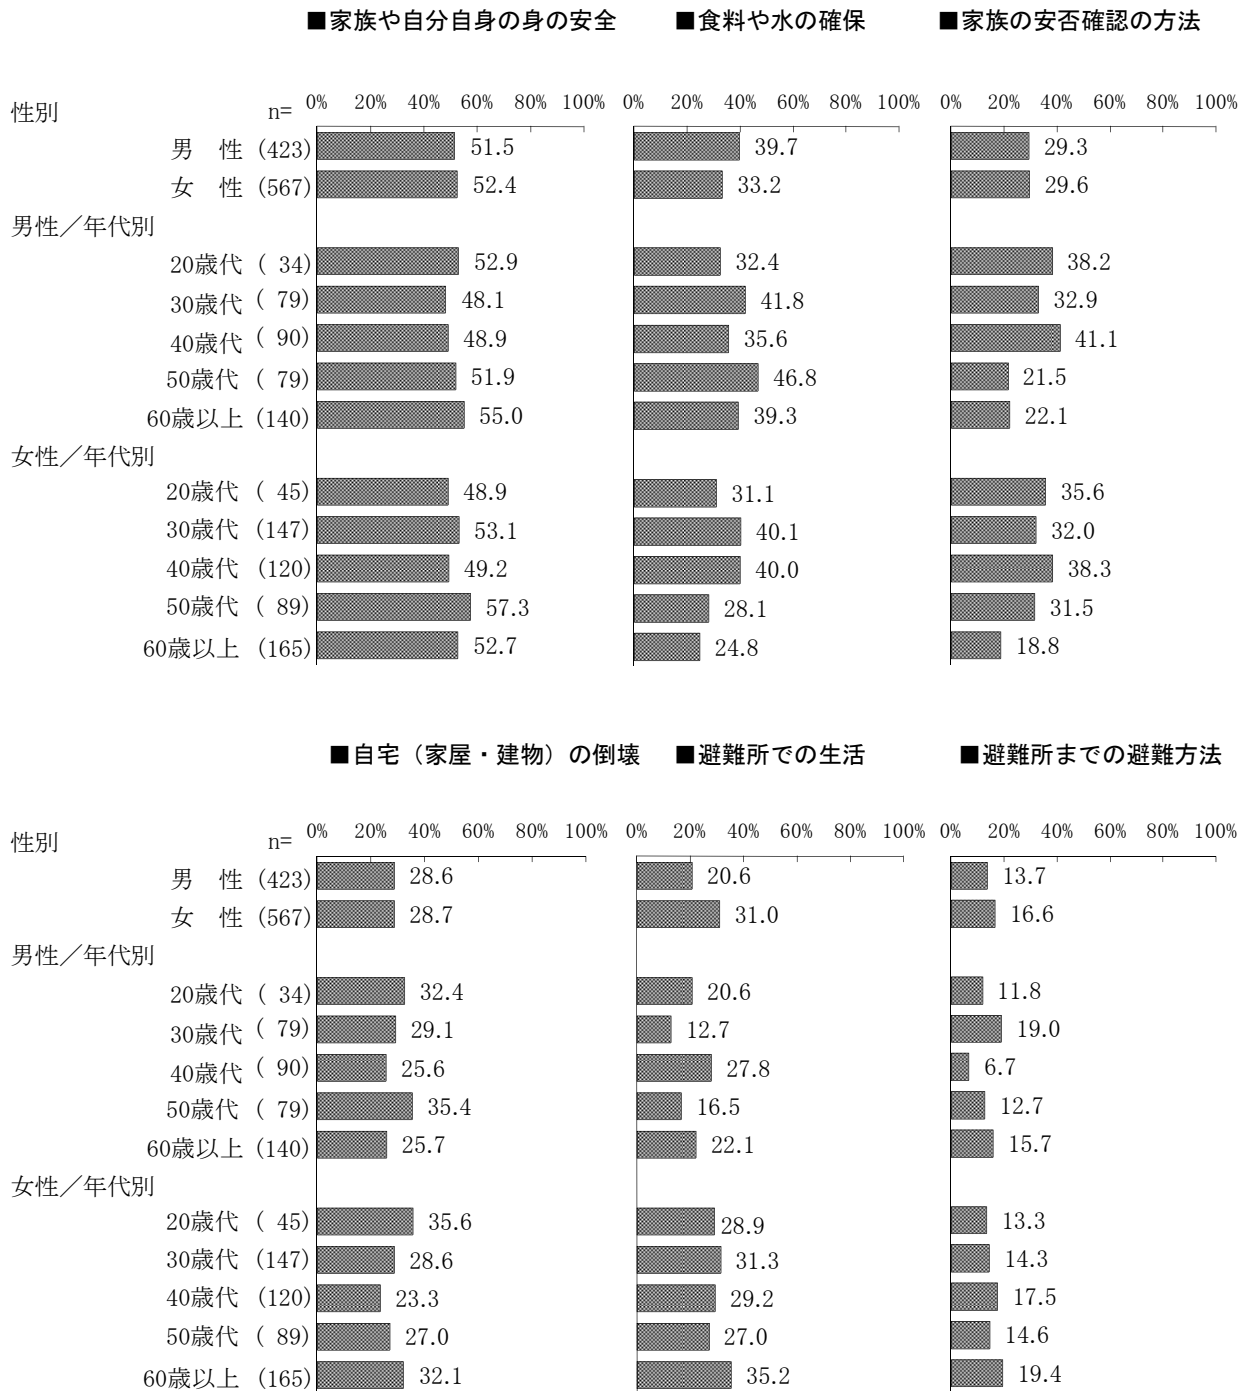 ■家族や自分自身の身の安全 ■食料や水の確保 ■家族の安否確認の方法
性別 n= 0% 20% 40% 60% 80% 100% 0% 20% 40% 60% 80% 100% 0% 20% 40% 60% 80% 100%
男 性 (423) 51.5 39.7 29.3
女 性 (567) 52.4 33.2 29.6
男性／年代別
20歳代 ( 34) 52.9 32.4 38.2
30歳代 ( 79) 48.1 41.8 32.9
40歳代 ( 90) 48.9 35.6 41.1
50歳代 ( 79) 51.9 46.8 21.5
60歳以上 (140) 55.0 39.3 22.1
女性／年代別
20歳代 ( 45) 48.9 31.1 35.6
30歳代 (147) 53.1 40.1 32.0
40歳代 (120) 49.2 40.0 38.3
50歳代 ( 89) 57.3 28.1 31.5
60歳以上 (165) 52.7 24.8 18.8
■自宅（家屋・建物）の倒壊 ■避難所での生活 ■避難所までの避難方法
性別 n= 0% 20% 40% 60% 80% 100% 0% 20% 40% 60% 80% 100% 0% 20% 40% 60% 80% 100%
男 性 (423) 28.6 20.6 13.7
女 性 (567) 28.7 31.0 16.6
男性／年代別
20歳代 ( 34) 32.4 20.6 11.8
30歳代 ( 79) 29.1 12.7 19.0
40歳代 ( 90) 25.6 27.8 6.7
50歳代 ( 79) 35.4 16.5 12.7
60歳以上 (140) 25.7 22.1 15.7
女性／年代別
20歳代 ( 45) 35.6 28.9 13.3
30歳代 (147) 28.6 31.3 14.3
40歳代 (120) 23.3 29.2 17.5
50歳代 ( 89) 27.0 27.0 14.6
60歳以上 (165) 32.1 35.2 19.4